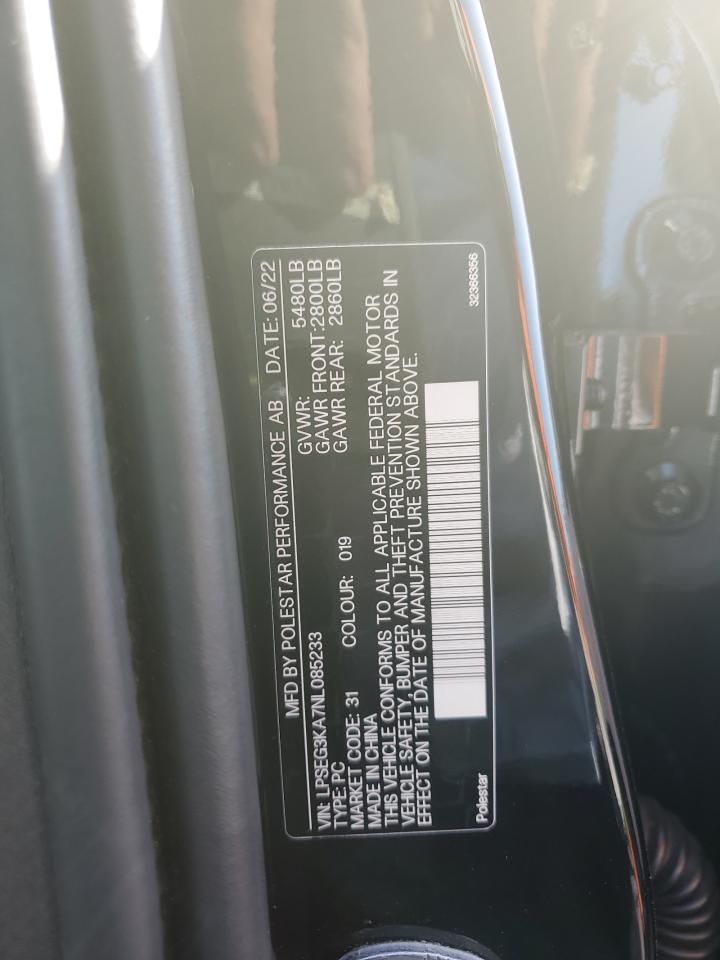 MFD BY POLESTAR PERFORMANCE AB DATE: 06/22
VIN: LPSEG3KA7NL085233 GVWR: 5480LB
TYPE: PC GAWR FRONT: 2800LB
MARKET CODE: 31 COLOUR: 019 GAWR REAR: 2860LB
MADE IN CHINA
THIS VEHICLE CONFORMS TO ALL APPLICABLE FEDERAL MOTOR
VEHICLE SAFETY, BUMPER AND THEFT PREVENTION STANDARDS IN
EFFECT ON THE DATE OF MANUFACTURE SHOWN ABOVE.
Polestar 32366356